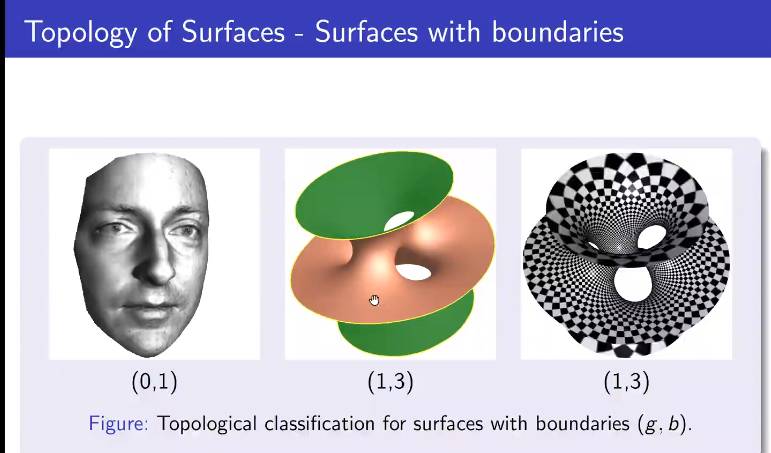 Topology of Surfaces - Surfaces with boundaries
(0,1)
(1,3)
(1,3)
Figure: Topological classification for surfaces with boundaries (g, b).